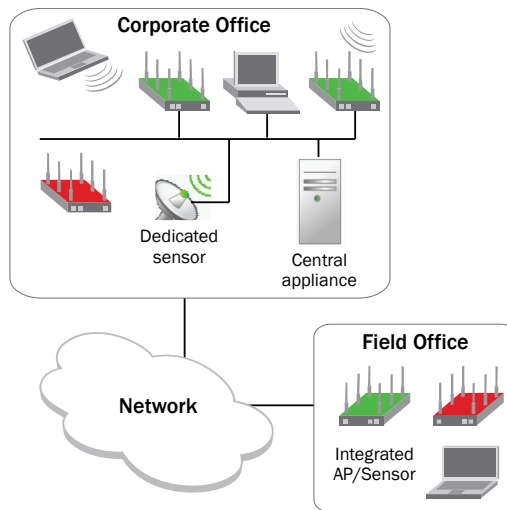 Corporate Office
Dedicated
sensor
Central
appliance
Network
Field Office
Integrated
AP/Sensor